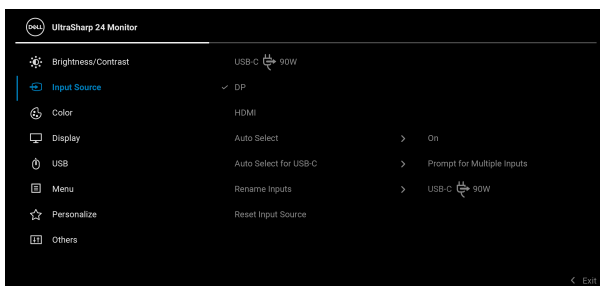 DELL UltraSharp 24 Monitor
Brightness/Contrast USB-C 90W
Input Source DP
Color HDMI
Display Auto Select On
USB Auto Select for USB-C Prompt for Multiple Inputs
Menu Rename Inputs USB-C 90W
Personalize Reset Input Source
Others
Exit